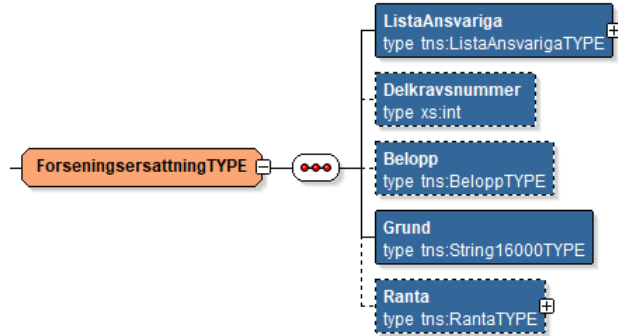 ListaAnsvariga
type tns:ListaAnsvarigaTYPE
Delkravsnummer
type xs:int
ForseningsersattningTYPE
Belopp
type tns:BeloppTYPE
Grund
type tns:String16000TYPE
Ranta
type tns:RantaTYPE